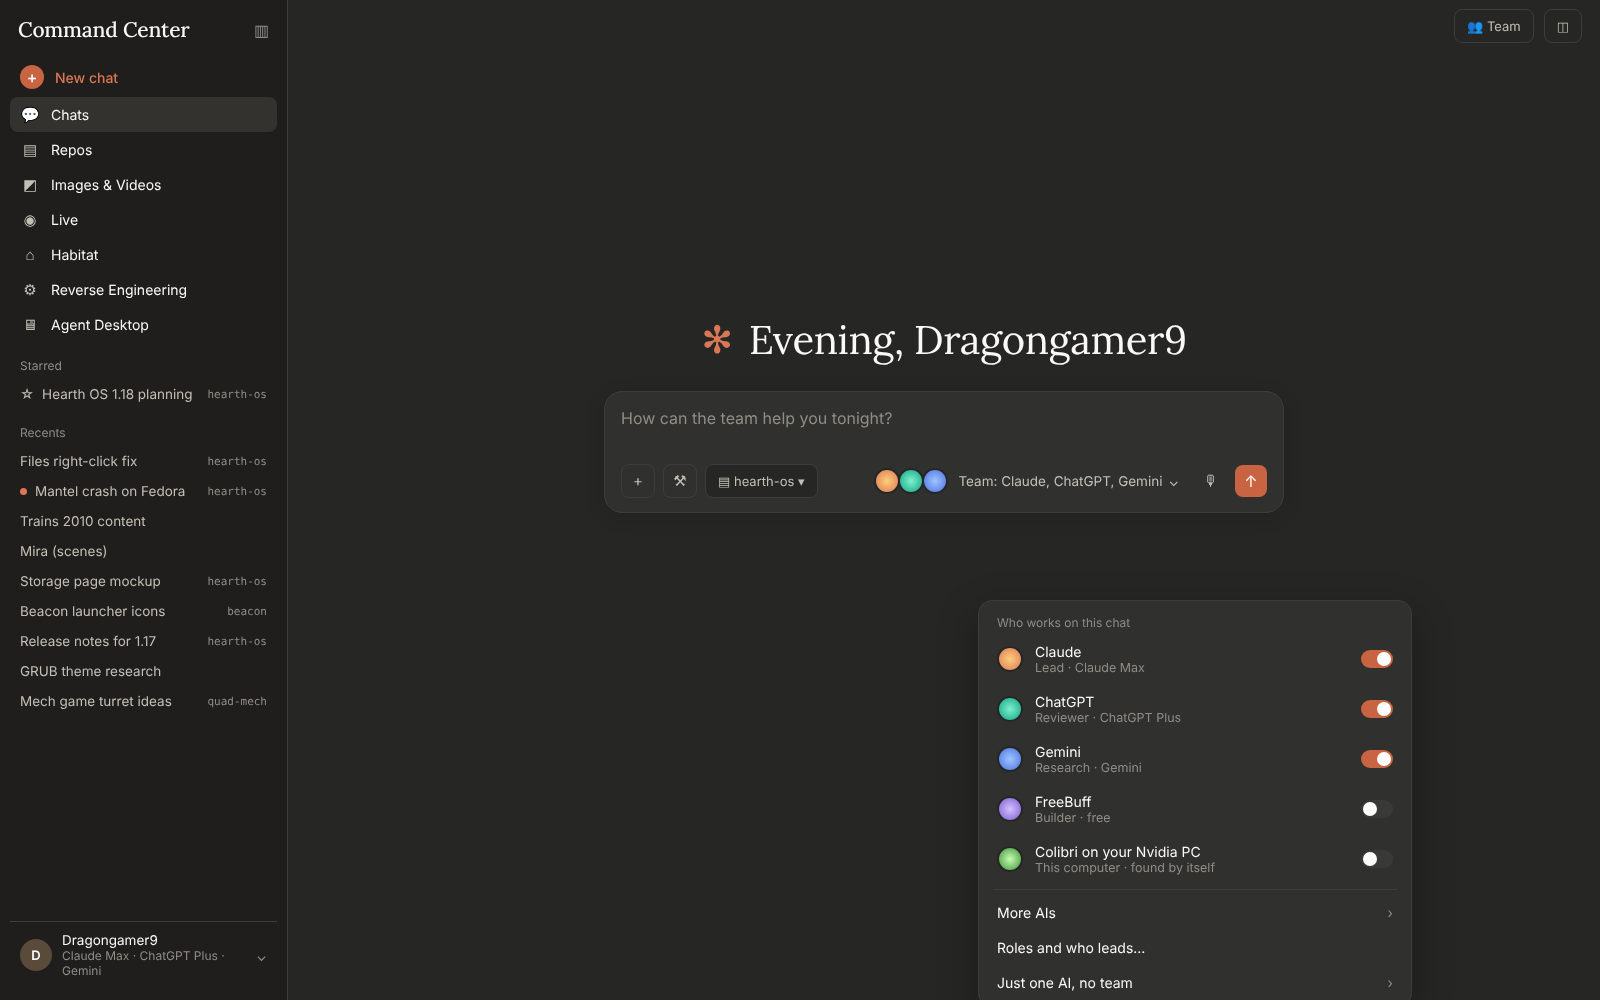 Command Center
New chat
Chats
Repos
Images & Videos
Live
Habitat
Reverse Engineering
Agent Desktop
Starred
Hearth OS 1.18 planning hearth-os
Recents
Files right-click fix hearth-os
Mantel crash on Fedora hearth-os
Trains 2010 content
Mira (scenes)
Storage page mockup hearth-os
Beacon launcher icons beacon
Release notes for 1.17 hearth-os
GRUB theme research
Mech game turret ideas quad-mech
D
Dragongamer9
Claude Max · ChatGPT Plus ·
Gemini
Team
Evening, Dragongamer9
How can the team help you tonight?
hearth-os
Team: Claude, ChatGPT, Gemini
Who works on this chat
Claude
Lead · Claude Max
ChatGPT
Reviewer · ChatGPT Plus
Gemini
Research · Gemini
FreeBuff
Builder · free
Colibri on your Nvidia PC
This computer · found by itself
More AIs
Roles and who leads...
Just one AI, no team